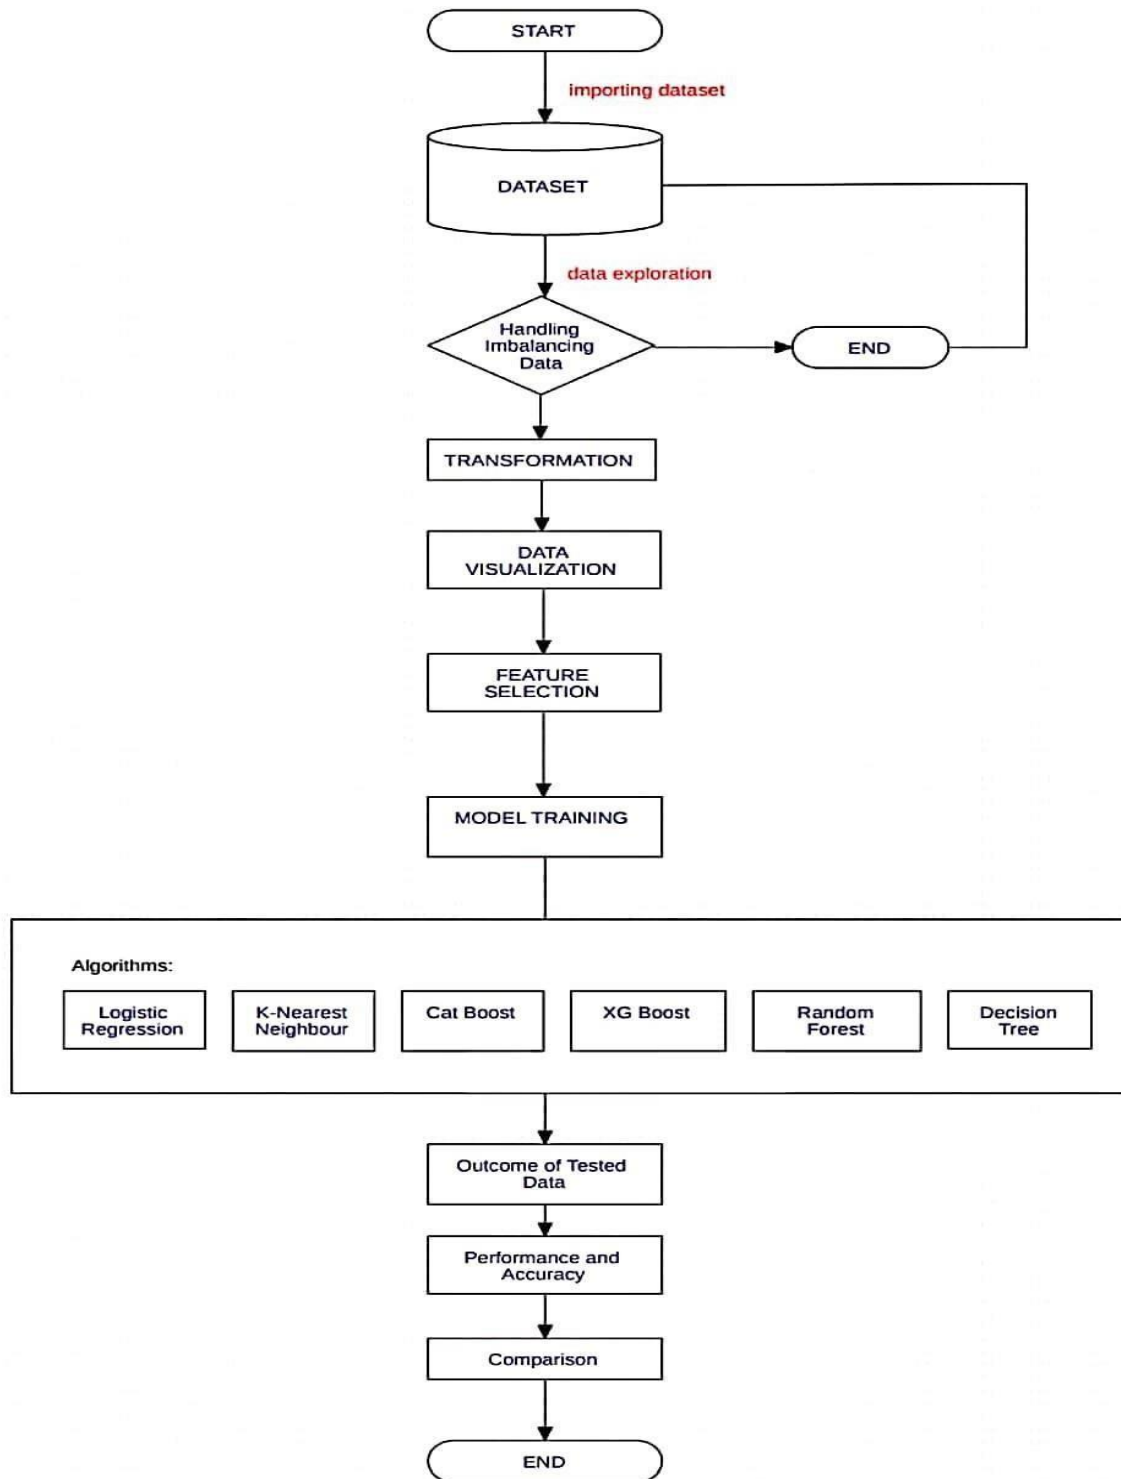 START
importing dataset
DATASET
data exploration
Handling
Imbalancing
Data
END
TRANSFORMATION
DATA
VISUALIZATION
FEATURE
SELECTION
MODEL TRAINING
Algorithms:
Logistic
Regression
K-Nearest
Neighbour
Cat Boost
XG Boost
Random
Forest
Decision
Tree
Outcome of Tested
Data
Performance and
Accuracy
Comparison
END